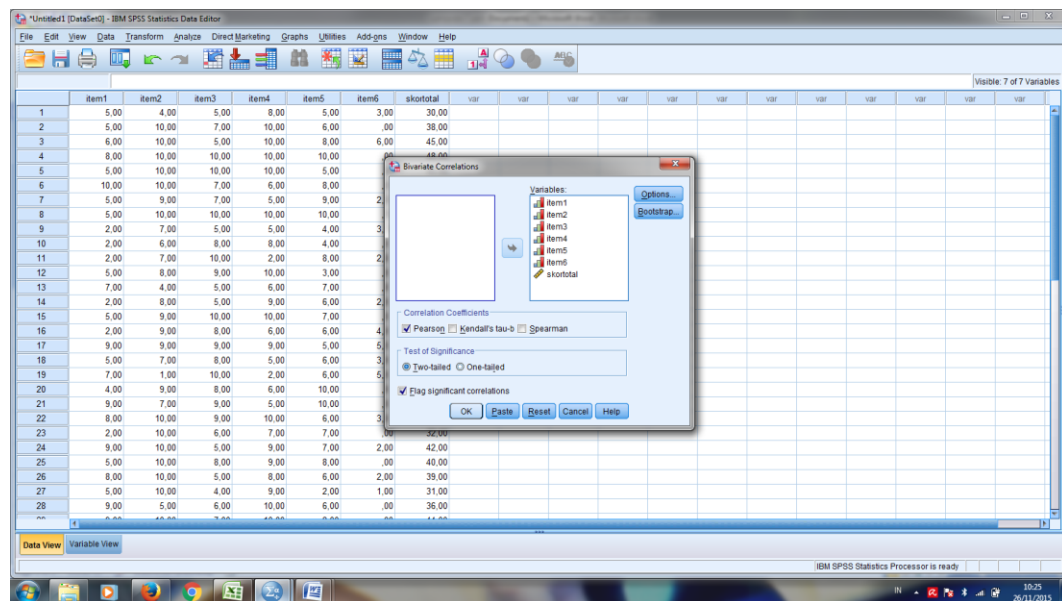 *Untitled1 [DataSet0] - IBM SPSS Statistics Data Editor
File Edit View Data Transform Analyze Direct Marketing Graphs Utilities Add-ons Window Help
Visible: 7 of 7 Variables
item1 item2 item3 item4 item5 item6 skortotal var var var var var var var var var var
1 5,00 4,00 5,00 8,00 5,00 3,00 30,00
2 5,00 10,00 7,00 10,00 6,00 ,00 38,00
3 6,00 10,00 5,00 10,00 8,00 6,00 45,00
4 8,00 10,00 10,00 10,00 10,00
5 5,00 10,00 10,00 10,00 5,00
6 10,00 10,00 7,00 6,00 8,00
7 5,00 9,00 7,00 5,00 9,00 2,
8 5,00 10,00 10,00 10,00 10,00
9 2,00 7,00 5,00 5,00 4,00 3,
10 2,00 6,00 8,00 8,00 4,00
11 2,00 7,00 10,00 2,00 8,00 2,
12 5,00 8,00 9,00 10,00 3,00
13 7,00 4,00 5,00 6,00 7,00
14 2,00 8,00 5,00 9,00 6,00 2,
15 5,00 9,00 10,00 10,00 7,00
16 2,00 9,00 8,00 6,00 6,00 4,
17 9,00 9,00 9,00 9,00 5,00 5,
18 5,00 7,00 8,00 5,00 6,00 3,
19 7,00 1,00 10,00 2,00 6,00 5,
20 4,00 9,00 8,00 6,00 10,00
21 9,00 7,00 9,00 5,00 10,00
22 8,00 10,00 9,00 10,00 6,00 3,
23 2,00 10,00 6,00 7,00 7,00 ,00 32,00
24 9,00 10,00 5,00 9,00 7,00 2,00 42,00
25 5,00 10,00 8,00 9,00 8,00 ,00 40,00
26 8,00 10,00 5,00 8,00 6,00 2,00 39,00
27 5,00 10,00 4,00 9,00 2,00 1,00 31,00
28 9,00 5,00 6,00 10,00 6,00 ,00 36,00
Bivariate Correlations
Variables:
item1
item2
item3
item4
item5
item6
skortotal
Options...
Bootstrap...
Correlation Coefficients
Pearson Kendall's tau-b Spearman
Test of Significance
Two-tailed One-tailed
Flag significant correlations
OK Paste Reset Cancel Help
Data View Variable View
IBM SPSS Statistics Processor is ready
IN 10:25
26/11/2015